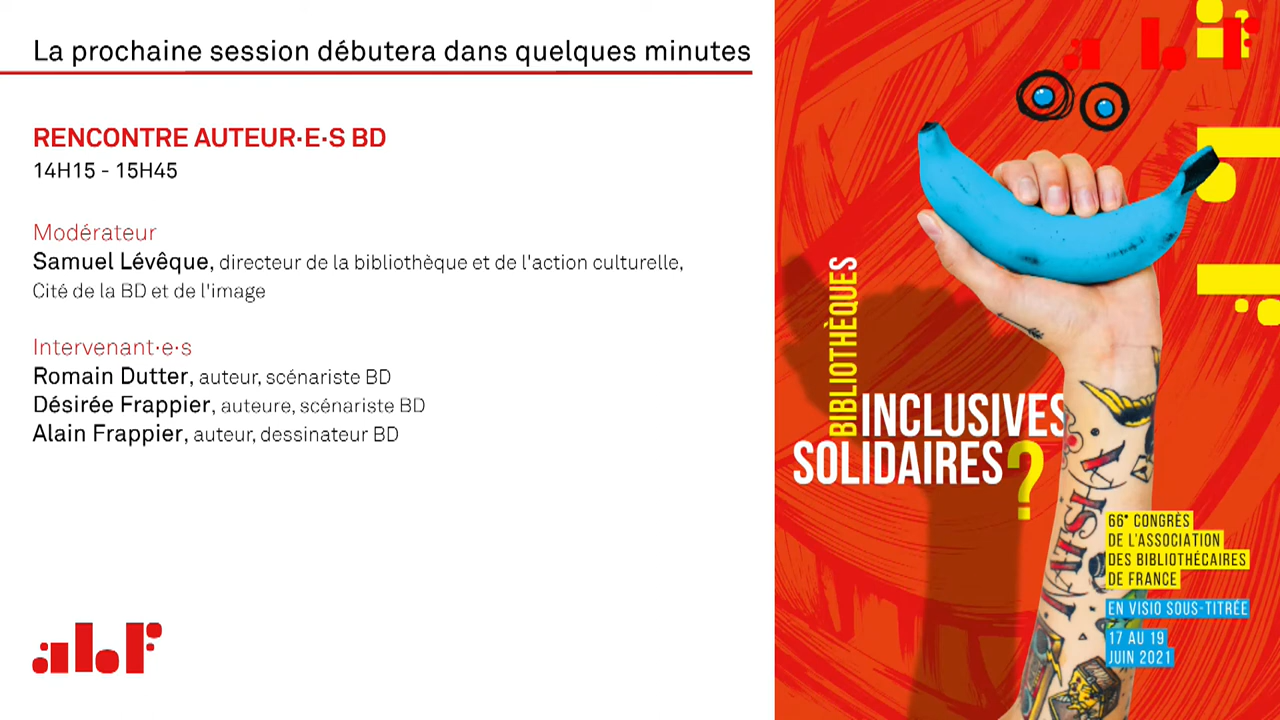 La prochaine session débutera dans quelques minutes
RENCONTRE AUTEUR·E·S BD
14H15 - 15H45
Modérateur
Samuel Lévêque, directeur de la bibliothèque et de l'action culturelle,
Cité de la BD et de l'image
Intervenant·e·s
Romain Dutter, auteur, scénariste BD
Désirée Frappier, auteure, scénariste BD
Alain Frappier, auteur, dessinateur BD
abf
abf
BIBLIOTHÈQUES
INCLUSIVES
SOLIDAIRES ?
66e CONGRÈS
DE L'ASSOCIATION
DES BIBLIOTHÉCAIRES
DE FRANCE
EN VISIO SOUS-TITRÉE
17 AU 19
JUIN 2021